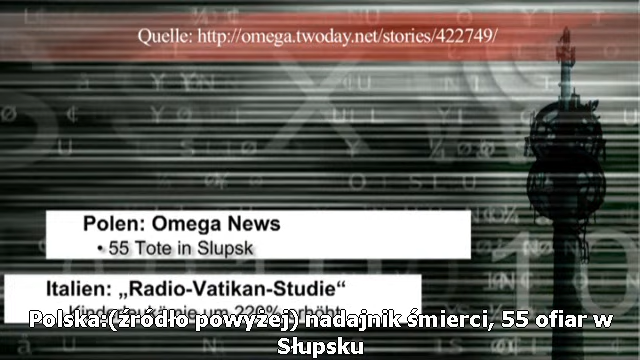 Quelle: http://omega.twoday.net/stories/422749/
Polen: Omega News
• 55 Tote in Slupsk
Italien: „Radio-Vatikan-Studie“
Polska:(źródło powyżej) nadajnik śmierci, 55 ofiar w
Słupsku